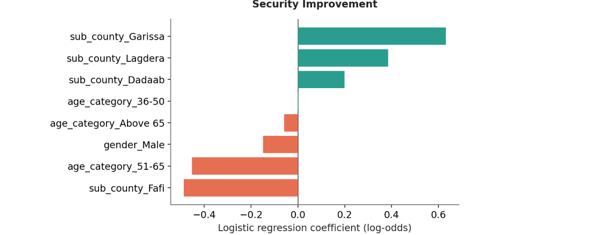 Security Improvement
sub_county_Garissa
sub_county_Lagdera
sub_county_Dadaab
age_category_36-50
age_category_Above 65
gender_Male
age_category_51-65
sub_county_Fafi
−0.4 −0.2 0.0 0.2 0.4 0.6
Logistic regression coefficient (log-odds)